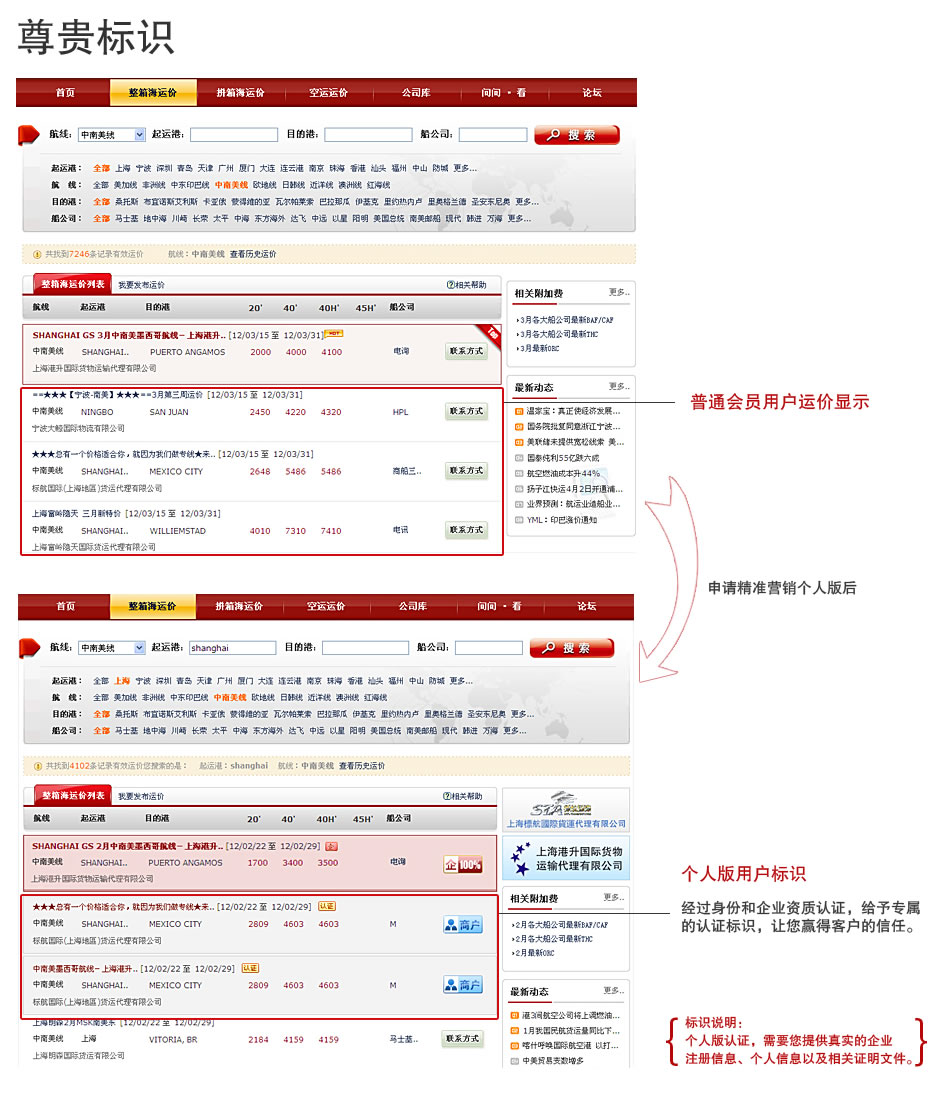 尊贵标识
首页 整箱海运价 拼箱海运价 空运运价 公司库 问问·看 论坛
航线: 中南美线 起运港: 目的港: 船公司: 搜索
起运港: 全部 上海 宁波 深圳 青岛 天津 广州 厦门 大连 连云港 南京 珠海 香港 汕头 福州 中山 防城 更多...
航 线: 全部 美加线 非洲线 中东印巴线 中南美线 欧地线 日韩线 近洋线 澳洲线 红海线
目的港: 全部 桑托斯 布宜诺斯艾利斯 卡亚俄 蒙得维的亚 瓦尔帕莱索 巴拉那瓜 伊基克 里约热内卢 里奥格兰德 圣安东尼奥 更多...
船公司: 全部 马士基 地中海 川崎 长荣 太平 中海 东方海外 达飞 中远 以星 阳明 美国总统 南美邮船 现代 韩进 万海 更多...
共找到7246条记录有效运价 航线:中南美线 查看历史运价
整箱海运价列表 我要发布运价 相关帮助
航线 起运港 目的港 20' 40' 40H' 45H' 船公司
SHANGHAI GS 3月中南美墨西哥航线-上海港升.. [12/03/15 至 12/03/31] HOT
Top
中南美线 SHANGHAI.. PUERTO ANGAMOS 2000 4000 4100 电询 联系方式
上海港升国际货物运输代理有限公司
==★★★【宁波-南美】★★★==3月第三周运价 [12/03/15 至 12/03/31]
中南美线 NINGBO SAN JUAN 2450 4220 4320 HPL 联系方式
宁波大鲸国际物流有限公司
★★★总有一个价格适合你,就因为我们做专线★来.. [12/03/15 至 12/03/31]
中南美线 SHANGHAI.. MEXICO CITY 2648 5486 5486 商船三.. 联系方式
标航国际(上海地區)货运代理有限公司
上海富岭隆天 三月新特价 [12/03/15 至 12/03/31]
中南美线 SHANGHAI.. WILLIEMSTAD 4010 7310 7410 电讯 联系方式
上海富岭隆天国际货运代理有限公司
相关附加费 更多..
3月各大船公司最新BAF/CAF
3月各大船公司最新THC
3月最新ORC
最新动态 更多..
温家宝:真正使经济发展...
国务院批复同意浙江宁波...
美联储未提供宽松线索 美...
国泰纯利55亿跌六成
航空燃油成本升44%
扬子江快运4月2日开通浦...
业界预测:航运业造船业...
YML:印巴涨价通知
普通会员用户运价显示
申请精准营销个人版后
首页 整箱海运价 拼箱海运价 空运运价 公司库 问问·看 论坛
航线: 中南美线 起运港: shanghai 目的港: 船公司: 搜索
起运港: 全部 上海 宁波 深圳 青岛 天津 广州 厦门 大连 连云港 南京 珠海 香港 汕头 福州 中山 防城 更多...
航 线: 全部 美加线 非洲线 中东印巴线 中南美线 欧地线 日韩线 近洋线 澳洲线 红海线
目的港: 全部 桑托斯 布宜诺斯艾利斯 卡亚俄 蒙得维的亚 瓦尔帕莱索 巴拉那瓜 伊基克 里约热内卢 里奥格兰德 圣安东尼奥 更多...
船公司: 全部 马士基 地中海 川崎 长荣 太平 中海 东方海外 达飞 中远 以星 阳明 美国总统 南美邮船 现代 韩进 万海 更多...
共找到4102条记录有效运价您搜索的是: 起运港:shanghai 航线:中南美线 查看历史运价
整箱海运价列表 我要发布运价 相关帮助
航线 起运港 目的港 20' 40' 40H' 45H' 船公司
SHANGHAI GS 2月中南美墨西哥航线-上海港升.. [12/02/22 至 12/02/29]
中南美线 SHANGHAI.. PUERTO ANGAMOS 1700 3400 3500 电询 企100%
上海港升国际货物运输代理有限公司
★★★总有一个价格适合你,就因为我们做专线★来.. [12/02/22 至 12/02/29] 认证
中南美线 SHANGHAI.. MEXICO CITY 2809 4603 4603 M 商户
标航国际(上海地區)货运代理有限公司
中南美墨西哥航线-上海港升.. [12/02/22 至 12/02/29] 认证
中南美线 SHANGHAI.. MEXICO CITY 2809 4603 4603 M 商户
标航国际(上海地區)货运代理有限公司
上海明森2月MSK南美东 [12/02/22 至 12/02/29]
中南美线 上海 VITORIA, BR 2184 4159 4159 马士基.. 联系方式
上海明森国际货运有限公司
上海標航國際貨運代理有限公司
上海港升国际货物
运输代理有限公司
相关附加费 更多..
2月各大船公司最新BAF/CAF
2月各大船公司最新THC
2月最新ORC
最新动态 更多..
港3间航空公司将上调燃油...
1月我国民航货运量同比下...
喀什呼唤国际航空港 以打...
中美贸易变数增多
个人版用户标识
经过身份和企业资质认证,给予专属
的认证标识,让您赢得客户的信任。
标识说明:
个人版认证,需要您提供真实的企业
注册信息、个人信息以及相关证明文件。